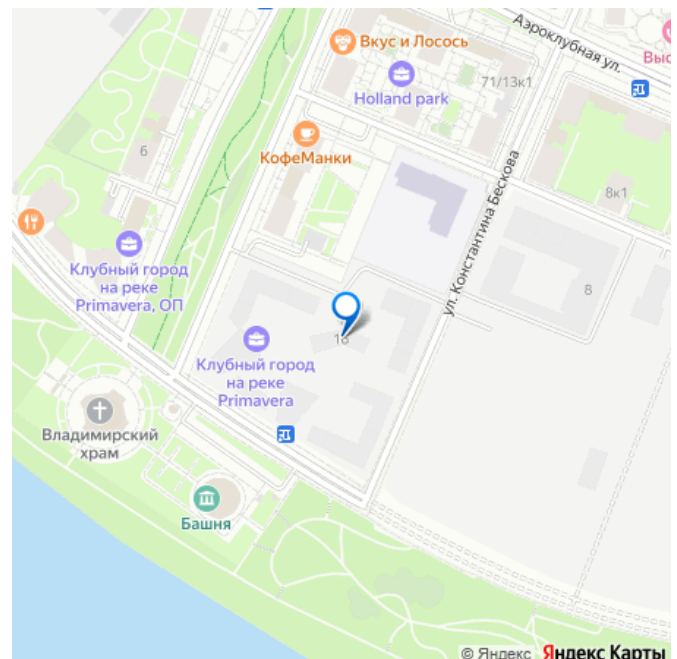 Аэроклубная ул.
Вкус и Лосось
Выс
71/13к1
Holland park
6
КофеМанки
8к1
ул. Константина Бескова
Клубный город
на реке
Primavera, ОП
8
Клубный город
на реке
Primavera
Владимирский
храм
Башня
© Яндекс Яндекс Карты